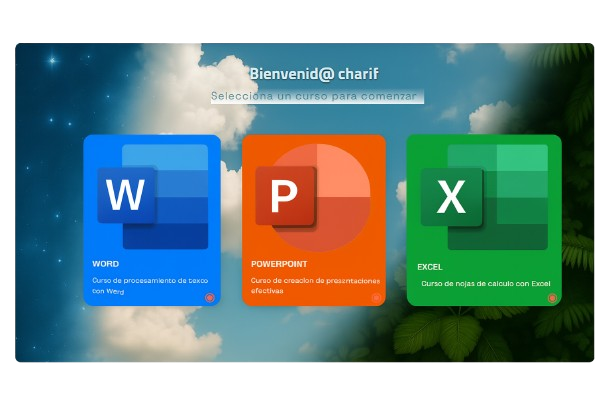 Bienvenid@ charif
Selecciona un curso para comenzar
W
P
X
WORD
Curso de procesamiento de texto
con Word
POWERPOINT
Curso de creacion de presentaciones
efectivas
EXCEL
Curso de hojas de calculo con Excel